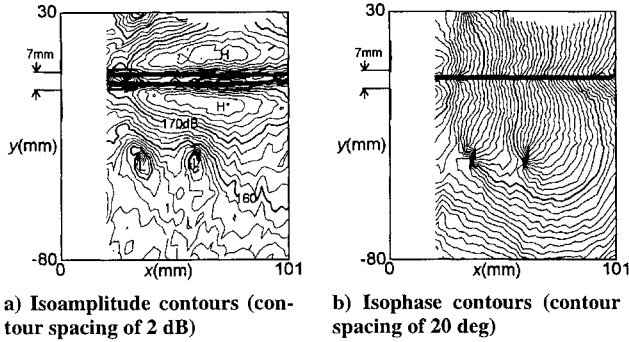 30
7mm
H
H
170dB
y(mm)
L
L
160
-80
0
x(mm)
101
30
7mm
y(mm)
-80
0
x(mm)
101
a) Isoamplitude contours (con-
tour spacing of 2 dB)
b) Isophase contours (contour
spacing of 20 deg)